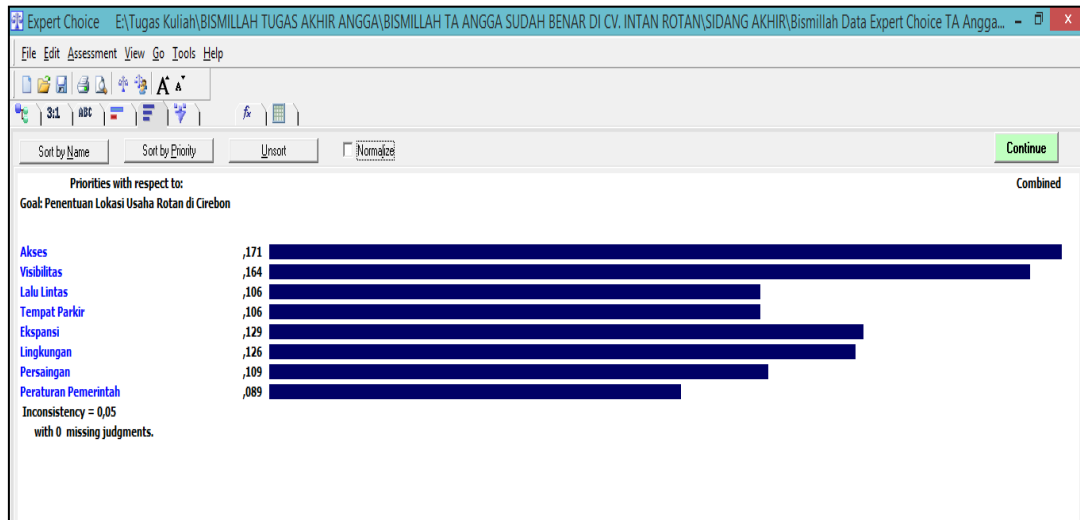 Expert Choice E:\Tugas Kuliah\BISMILLAH TUGAS AKHIR ANGGA\BISMILLAH TA ANGGA SUDAH BENAR DI CV. INTAN ROTAN\SIDANG AKHIR\Bismillah Data Expert Choice TA Angga...
File Edit Assessment View Go Tools Help
A A
3:1 ABC fx
Sort by Name Sort by Priority Unsort Normalize Continue
Priorities with respect to: Combined
Goal: Penentuan Lokasi Usaha Rotan di Cirebon
Akses ,171
Visibilitas ,164
Lalu Lintas ,106
Tempat Parkir ,106
Ekspansi ,129
Lingkungan ,126
Persaingan ,109
Peraturan Pemerintah ,089
Inconsistency = 0,05
with 0 missing judgments.